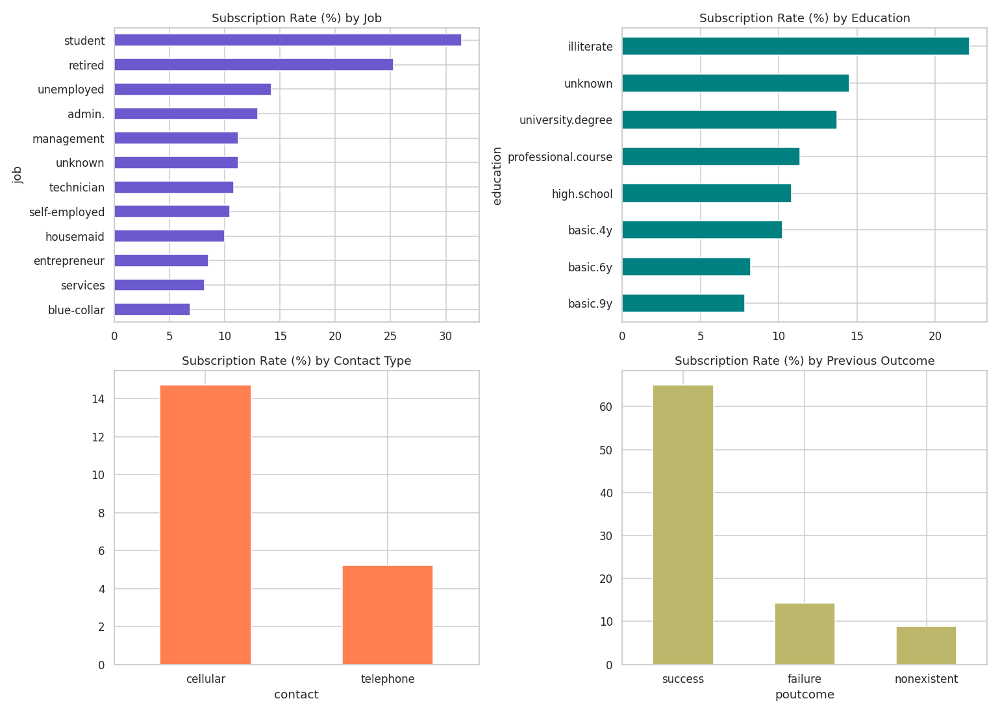 Subscription Rate (%) by Job
job
student
retired
unemployed
admin.
management
unknown
technician
self-employed
housemaid
entrepreneur
services
blue-collar
0 5 10 15 20 25 30
Subscription Rate (%) by Education
education
illiterate
unknown
university.degree
professional.course
high.school
basic.4y
basic.6y
basic.9y
0 5 10 15 20
Subscription Rate (%) by Contact Type
14
12
10
8
6
4
2
0
cellular telephone
contact
Subscription Rate (%) by Previous Outcome
60
50
40
30
20
10
0
success failure nonexistent
poutcome